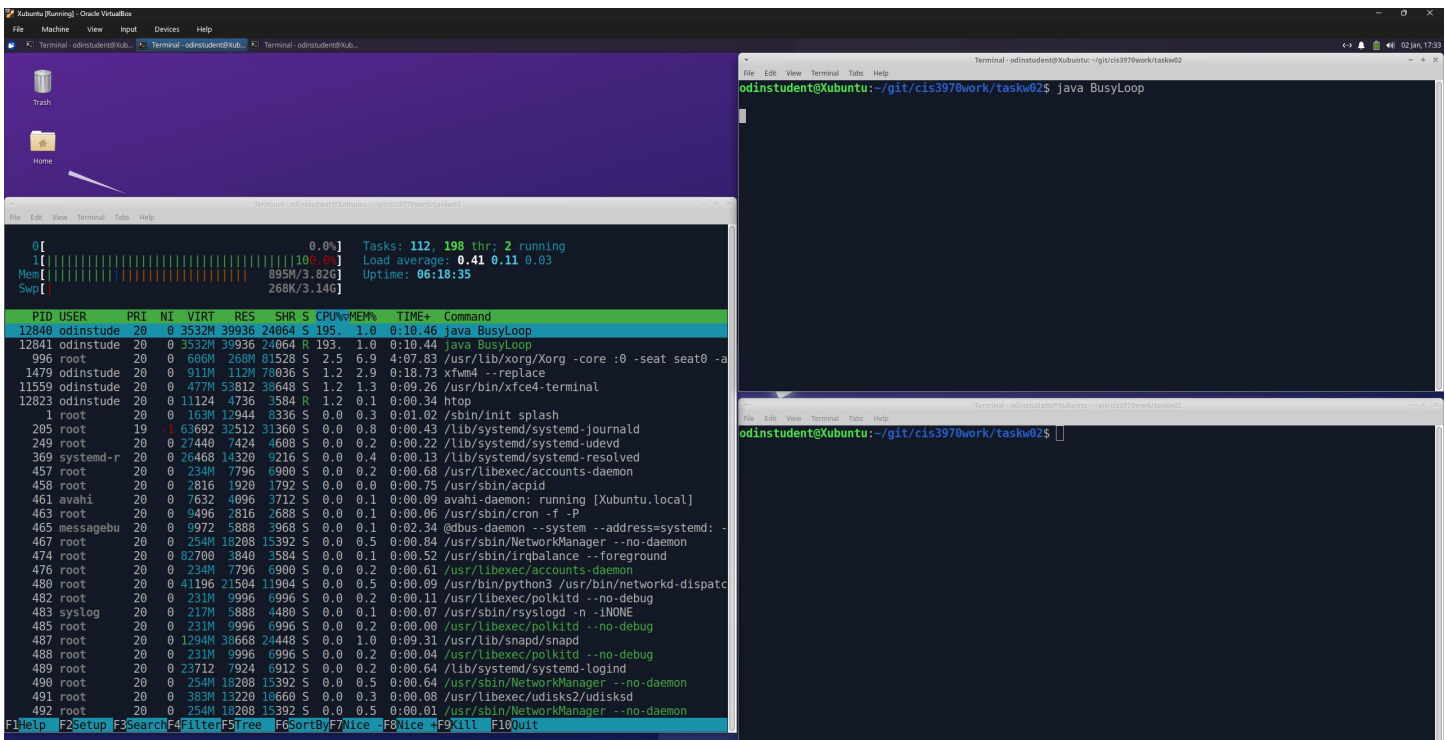 Xubuntu [Running] - Oracle VirtualBox
File Machine View Input Devices Help
Terminal - odinstudent@Xub... Terminal - odinstudent@Xub... Terminal - odinstudent@Xub...
02 Jan, 17:33
Trash
Home
Terminal - odinstudent@Xubuntu: ~/git/cis3970work/taskw02
File Edit View Terminal Tabs Help
odinstudent@Xubuntu:~/git/cis3970work/taskw02$ java BusyLoop
Terminal - odinstudent@Xubuntu: ~/git/cis3970work/taskw02
File Edit View Terminal Tabs Help
0[ 0.0%] Tasks: 112, 198 thr; 2 running
1[||||||||||||||||||||||||||||||||||100.0%] Load average: 0.41 0.11 0.03
Mem[|||||||||||||||||||||||||||| 895M/3.82G] Uptime: 06:18:35
Swp[| 268K/3.14G]
PID USER PRI NI VIRT RES SHR S CPU%▽MEM% TIME+ Command
12840 odinstude 20 0 3532M 39936 24064 S 195. 1.0 0:10.46 java BusyLoop
12841 odinstude 20 0 3532M 39936 24064 R 193. 1.0 0:10.44 java BusyLoop
996 root 20 0 606M 268M 81528 S 2.5 6.9 4:07.83 /usr/lib/xorg/Xorg -core :0 -seat seat0 -a
1479 odinstude 20 0 911M 112M 78036 S 1.2 2.9 0:18.73 xfwm4 --replace
11559 odinstude 20 0 477M 53812 38648 S 1.2 1.3 0:09.26 /usr/bin/xfce4-terminal
12823 odinstude 20 0 11124 4736 3584 R 1.2 0.1 0:00.34 htop
1 root 20 0 163M 12944 8336 S 0.0 0.3 0:01.02 /sbin/init splash
205 root 19 -1 63692 32512 31360 S 0.0 0.8 0:00.43 /lib/systemd/systemd-journald
249 root 20 0 27440 7424 4608 S 0.0 0.2 0:00.22 /lib/systemd/systemd-udevd
369 systemd-r 20 0 26468 14320 9216 S 0.0 0.4 0:00.13 /lib/systemd/systemd-resolved
457 root 20 0 234M 7796 6900 S 0.0 0.2 0:00.68 /usr/libexec/accounts-daemon
458 root 20 0 2816 1920 1792 S 0.0 0.0 0:00.75 /usr/sbin/acpid
461 avahi 20 0 7632 4096 3712 S 0.0 0.1 0:00.09 avahi-daemon: running [Xubuntu.local]
463 root 20 0 9496 2816 2688 S 0.0 0.1 0:00.06 /usr/sbin/cron -f -P
465 messagebu 20 0 9972 5888 3968 S 0.0 0.1 0:02.34 @dbus-daemon --system --address=systemd: -
467 root 20 0 254M 18208 15392 S 0.0 0.5 0:00.84 /usr/sbin/NetworkManager --no-daemon
474 root 20 0 82700 3840 3584 S 0.0 0.1 0:00.52 /usr/sbin/irqbalance --foreground
476 root 20 0 234M 7796 6900 S 0.0 0.2 0:00.61 /usr/libexec/accounts-daemon
480 root 20 0 41196 21504 11904 S 0.0 0.5 0:00.09 /usr/bin/python3 /usr/bin/networkd-dispatc
482 root 20 0 231M 9996 6996 S 0.0 0.2 0:00.11 /usr/libexec/polkitd --no-debug
483 syslog 20 0 217M 5888 4480 S 0.0 0.1 0:00.07 /usr/sbin/rsyslogd -n -iNONE
485 root 20 0 231M 9996 6996 S 0.0 0.2 0:00.00 /usr/libexec/polkitd --no-debug
487 root 20 0 1294M 38668 24448 S 0.0 1.0 0:09.31 /usr/lib/snapd/snapd
488 root 20 0 231M 9996 6996 S 0.0 0.2 0:00.04 /usr/libexec/polkitd --no-debug
489 root 20 0 23712 7924 6912 S 0.0 0.2 0:00.64 /lib/systemd/systemd-logind
490 root 20 0 254M 18208 15392 S 0.0 0.5 0:00.64 /usr/sbin/NetworkManager --no-daemon
491 root 20 0 383M 13220 10660 S 0.0 0.3 0:00.08 /usr/libexec/udisks2/udisksd
492 root 20 0 254M 18208 15392 S 0.0 0.5 0:00.01 /usr/sbin/NetworkManager --no-daemon
F1Help F2Setup F3SearchF4FilterF5Tree F6SortByF7Nice -F8Nice +F9Kill F10Quit
Terminal - odinstudent@Xubuntu: ~/git/cis3970work/taskw02
File Edit View Terminal Tabs Help
odinstudent@Xubuntu:~/git/cis3970work/taskw02$